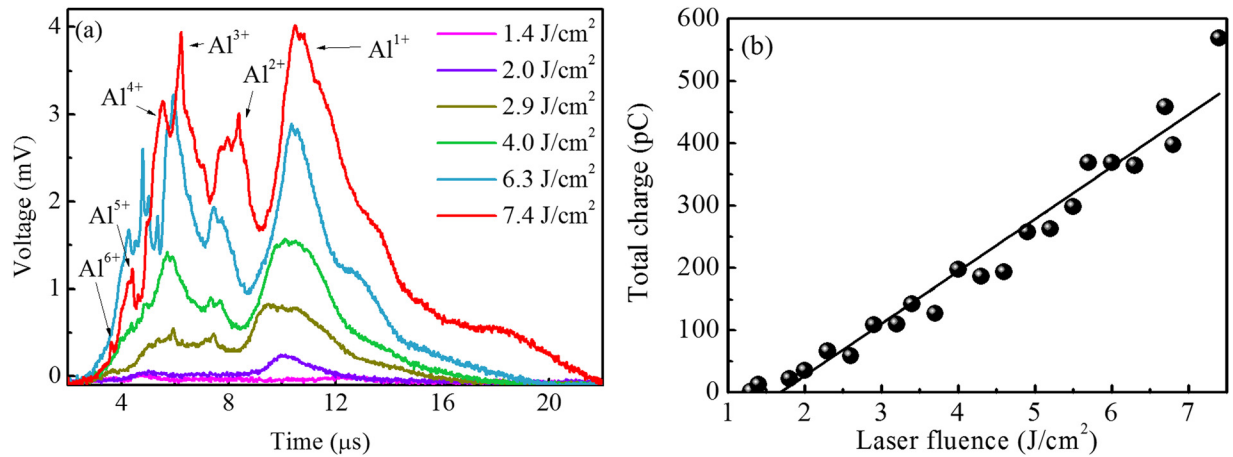 (a)
Al³⁺
Al¹⁺
Al²⁺
Al⁴⁺
Al⁵⁺
Al⁶⁺
1.4 J/cm²
2.0 J/cm²
2.9 J/cm²
4.0 J/cm²
6.3 J/cm²
7.4 J/cm²
Voltage (mV)
4
3
2
1
0
4 8 12 16 20
Time (μs)
(b)
Total charge (pC)
600
500
400
300
200
100
0
1 2 3 4 5 6 7
Laser fluence (J/cm²)